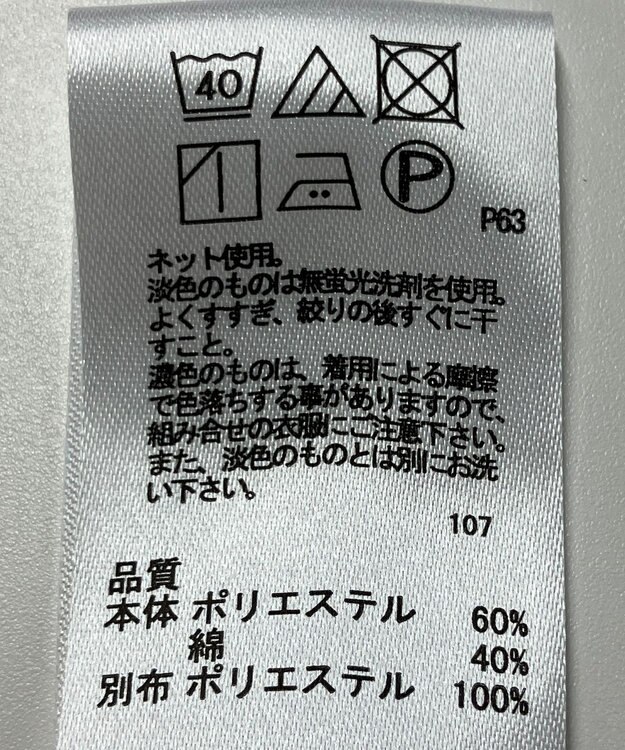 40
P
P63
ネット使用。
淡色のものは無蛍光洗剤を使用。
よくすすぎ、絞りの後すぐに干
すこと。
濃色のものは、着用による摩擦
で色落ちする事がありますので、
組み合せの衣服にご注意下さい。
また、淡色のものとは別にお洗
い下さい。
107
品質
本体 ポリエステル 60%
綿 40%
別布 ポリエステル 100%